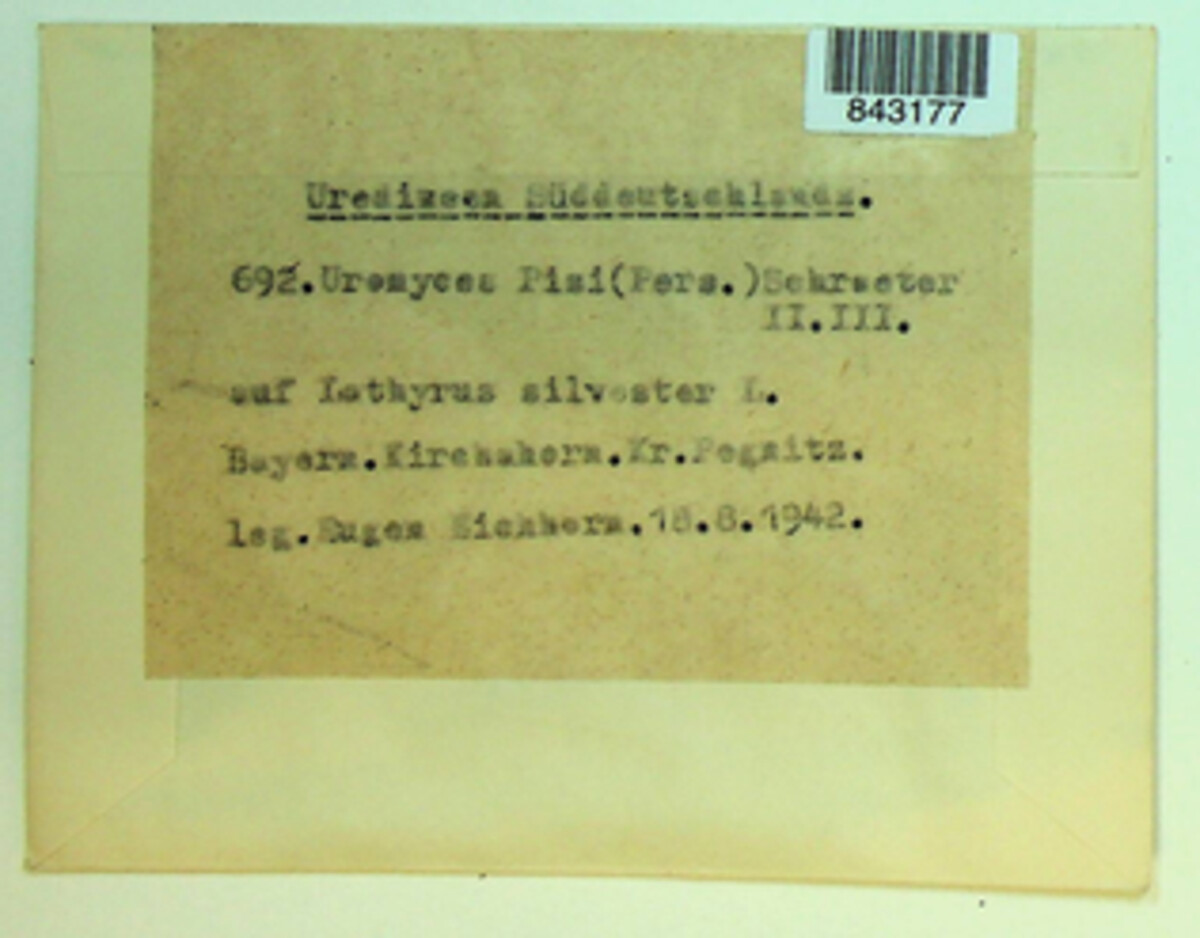 843177
Uredineen Süddeutschlands.
692.Uromyces Pisi(Pers.)Schroeter
II.III.
auf Lathyrus silvester L.
Bayern.Kirchahorn.Kr.Pegnitz.
leg.Eugen Eichhorn.18.8.1942.